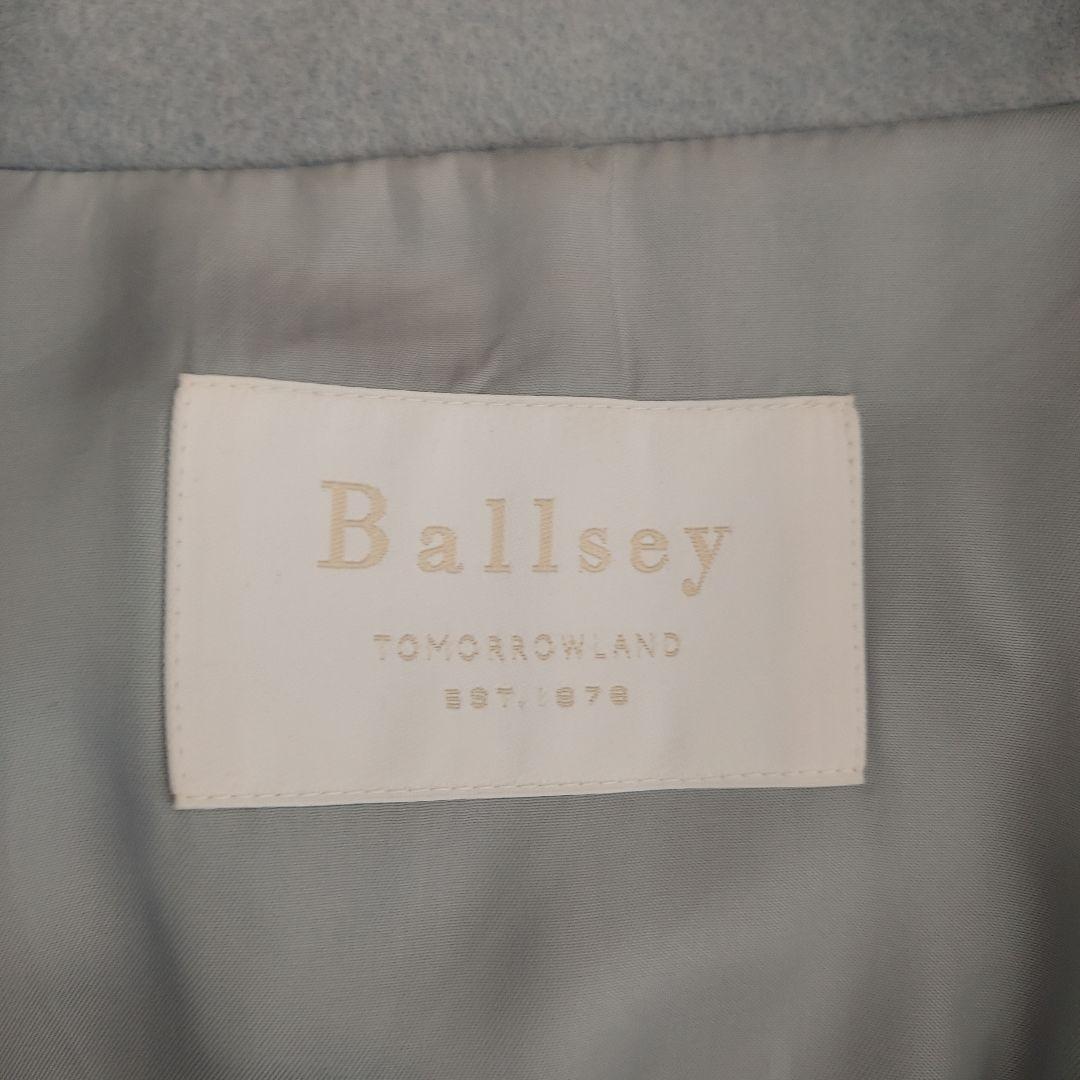 Ballsey
TOMORROWLAND
EST. 1978